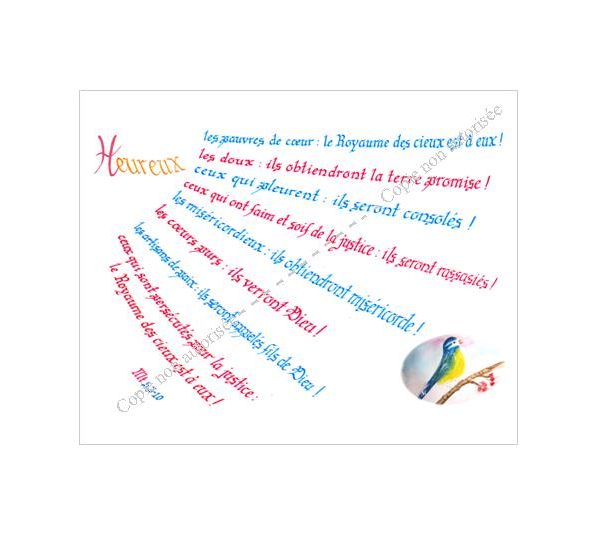 Heureux
les pauvres de cœur : le Royaume des cieux est à eux !
les doux : ils obtiendront la terre promise !
ceux qui pleurent : ils seront consolés !
ceux qui ont faim et soif de la justice : ils seront rassasiés !
les miséricordieux : ils obtiendront miséricorde !
les cœurs purs : ils verront Dieu !
les artisans de paix : ils seront appelés fils de Dieu !
ceux qui sont persécutés pour la justice :
le Royaume des cieux est à eux !
Mt 5,3-10
Copie non autorisée - - - - - - - - - - Copie non autorisée